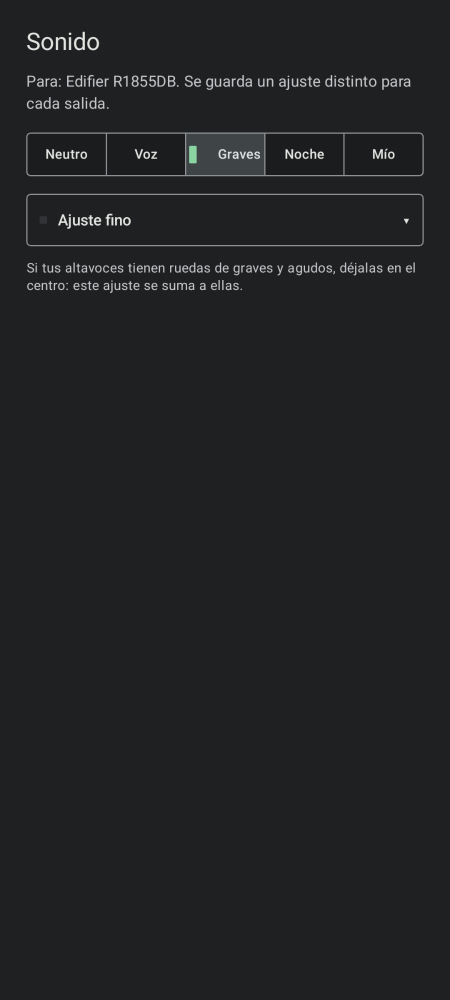 Sonido
Para: Edifier R1855DB. Se guarda un ajuste distinto para
cada salida.
Neutro Voz Graves Noche Mío
Ajuste fino
Si tus altavoces tienen ruedas de graves y agudos, déjalas en el
centro: este ajuste se suma a ellas.